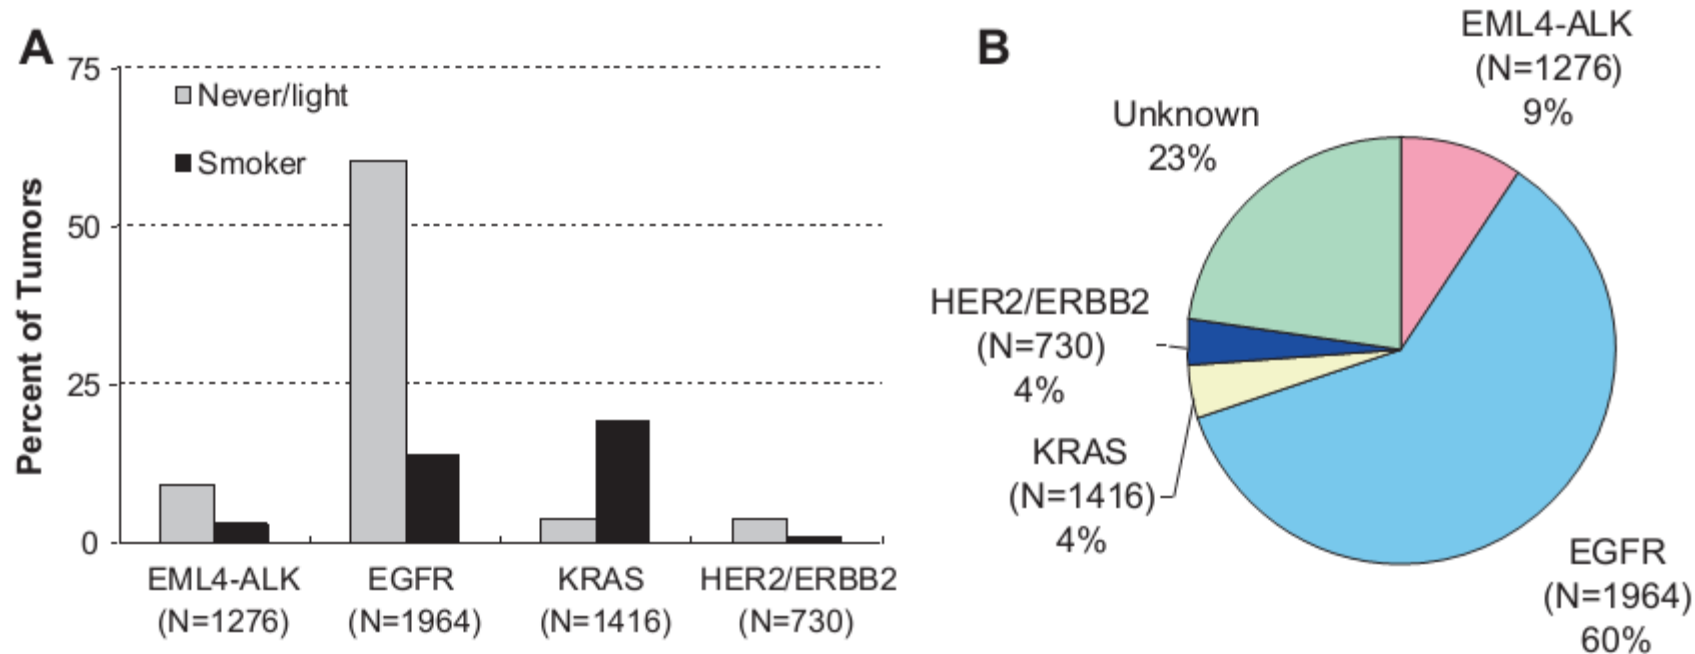 A
75
50
25
0
Percent of Tumors
Never/light
Smoker
EML4-ALK
(N=1276)
EGFR
(N=1964)
KRAS
(N=1416)
HER2/ERBB2
(N=730)
B
EML4-ALK
(N=1276)
9%
Unknown
23%
HER2/ERBB2
(N=730)
4%
KRAS
(N=1416)
4%
EGFR
(N=1964)
60%